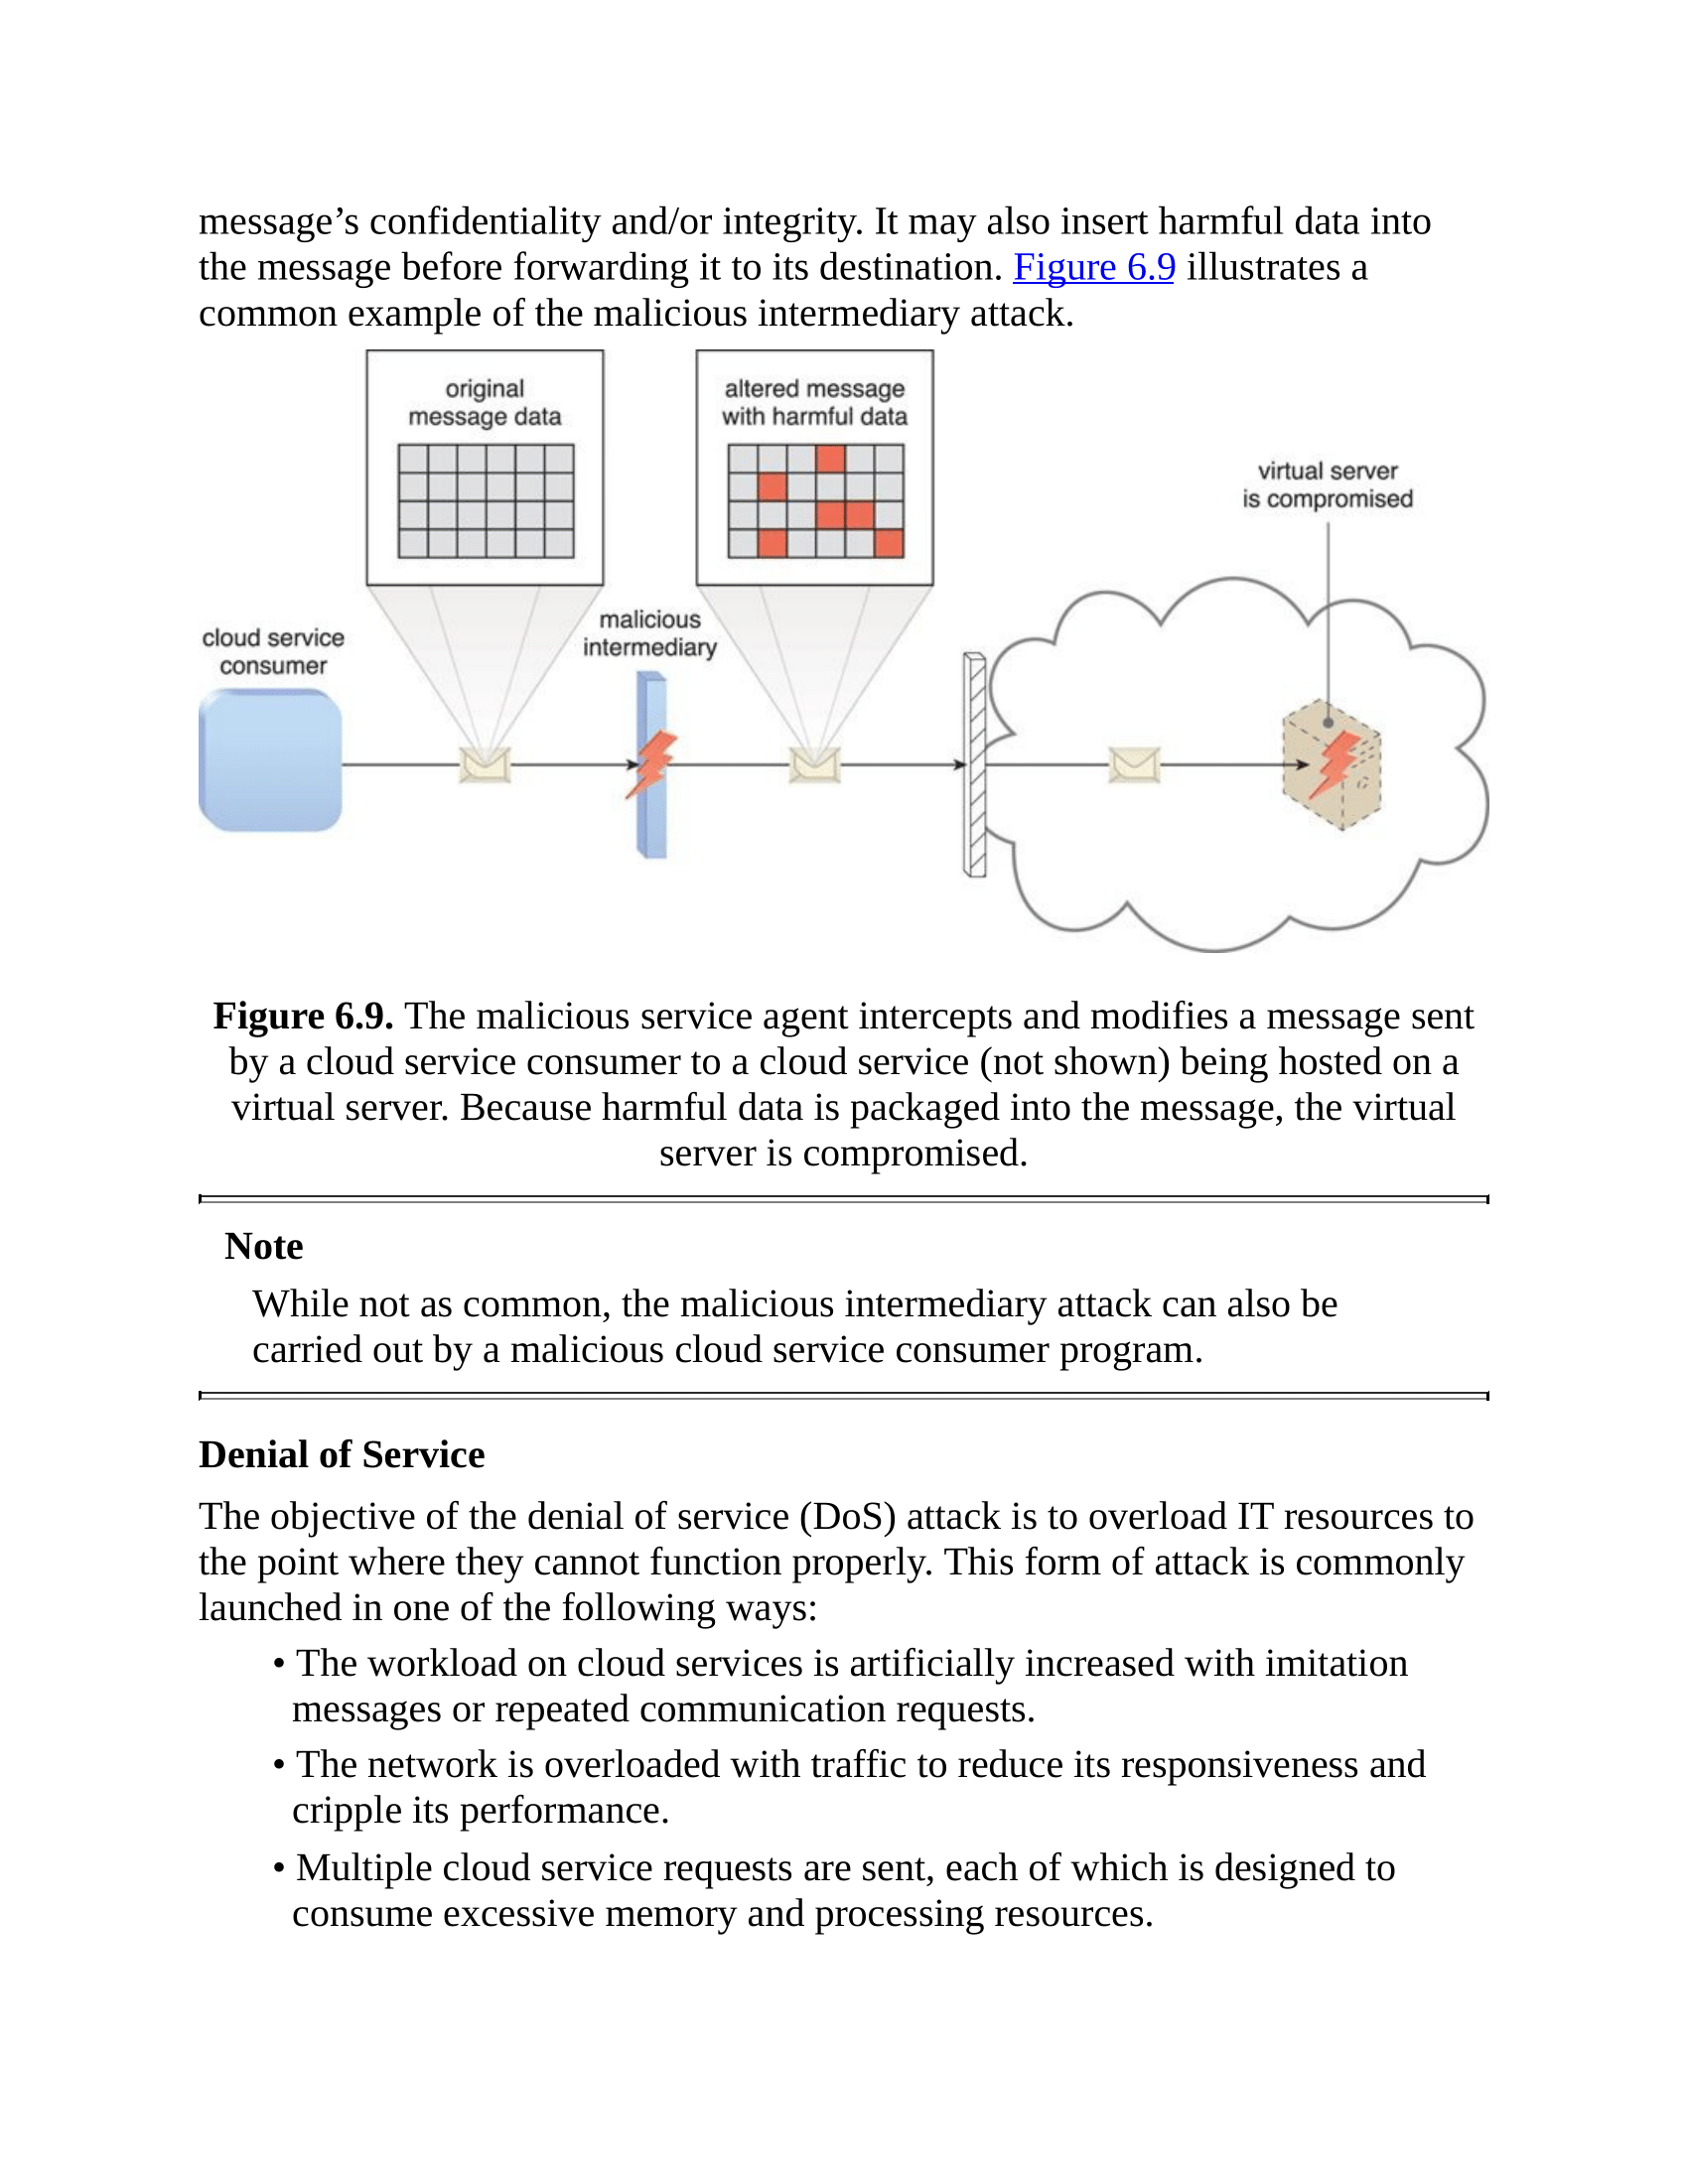 message’s confidentiality and/or integrity. It may also insert harmful data into
the message before forwarding it to its destination. Figure 6.9 illustrates a
common example of the malicious intermediary attack.
original
message data
altered message
with harmful data
virtual server
is compromised
malicious
intermediary
cloud service
consumer
Figure 6.9. The malicious service agent intercepts and modifies a message sent
by a cloud service consumer to a cloud service (not shown) being hosted on a
virtual server. Because harmful data is packaged into the message, the virtual
server is compromised.
Note
While not as common, the malicious intermediary attack can also be
carried out by a malicious cloud service consumer program.
Denial of Service
The objective of the denial of service (DoS) attack is to overload IT resources to
the point where they cannot function properly. This form of attack is commonly
launched in one of the following ways:
• The workload on cloud services is artificially increased with imitation
messages or repeated communication requests.
• The network is overloaded with traffic to reduce its responsiveness and
cripple its performance.
• Multiple cloud service requests are sent, each of which is designed to
consume excessive memory and processing resources.